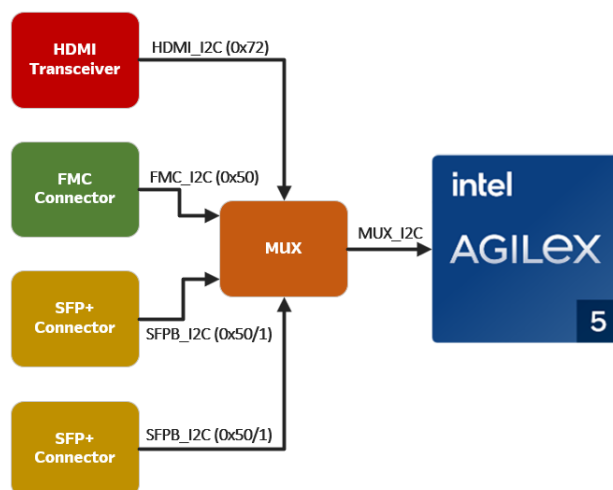 HDMI
Transceiver
HDMI_I2C (0x72)
FMC
Connector
FMC_I2C (0x50)
intel
AGILEX
5
MUX
MUX_I2C
SFP+
Connector
SFPB_I2C (0x50/1)
SFP+
Connector
SFPB_I2C (0x50/1)